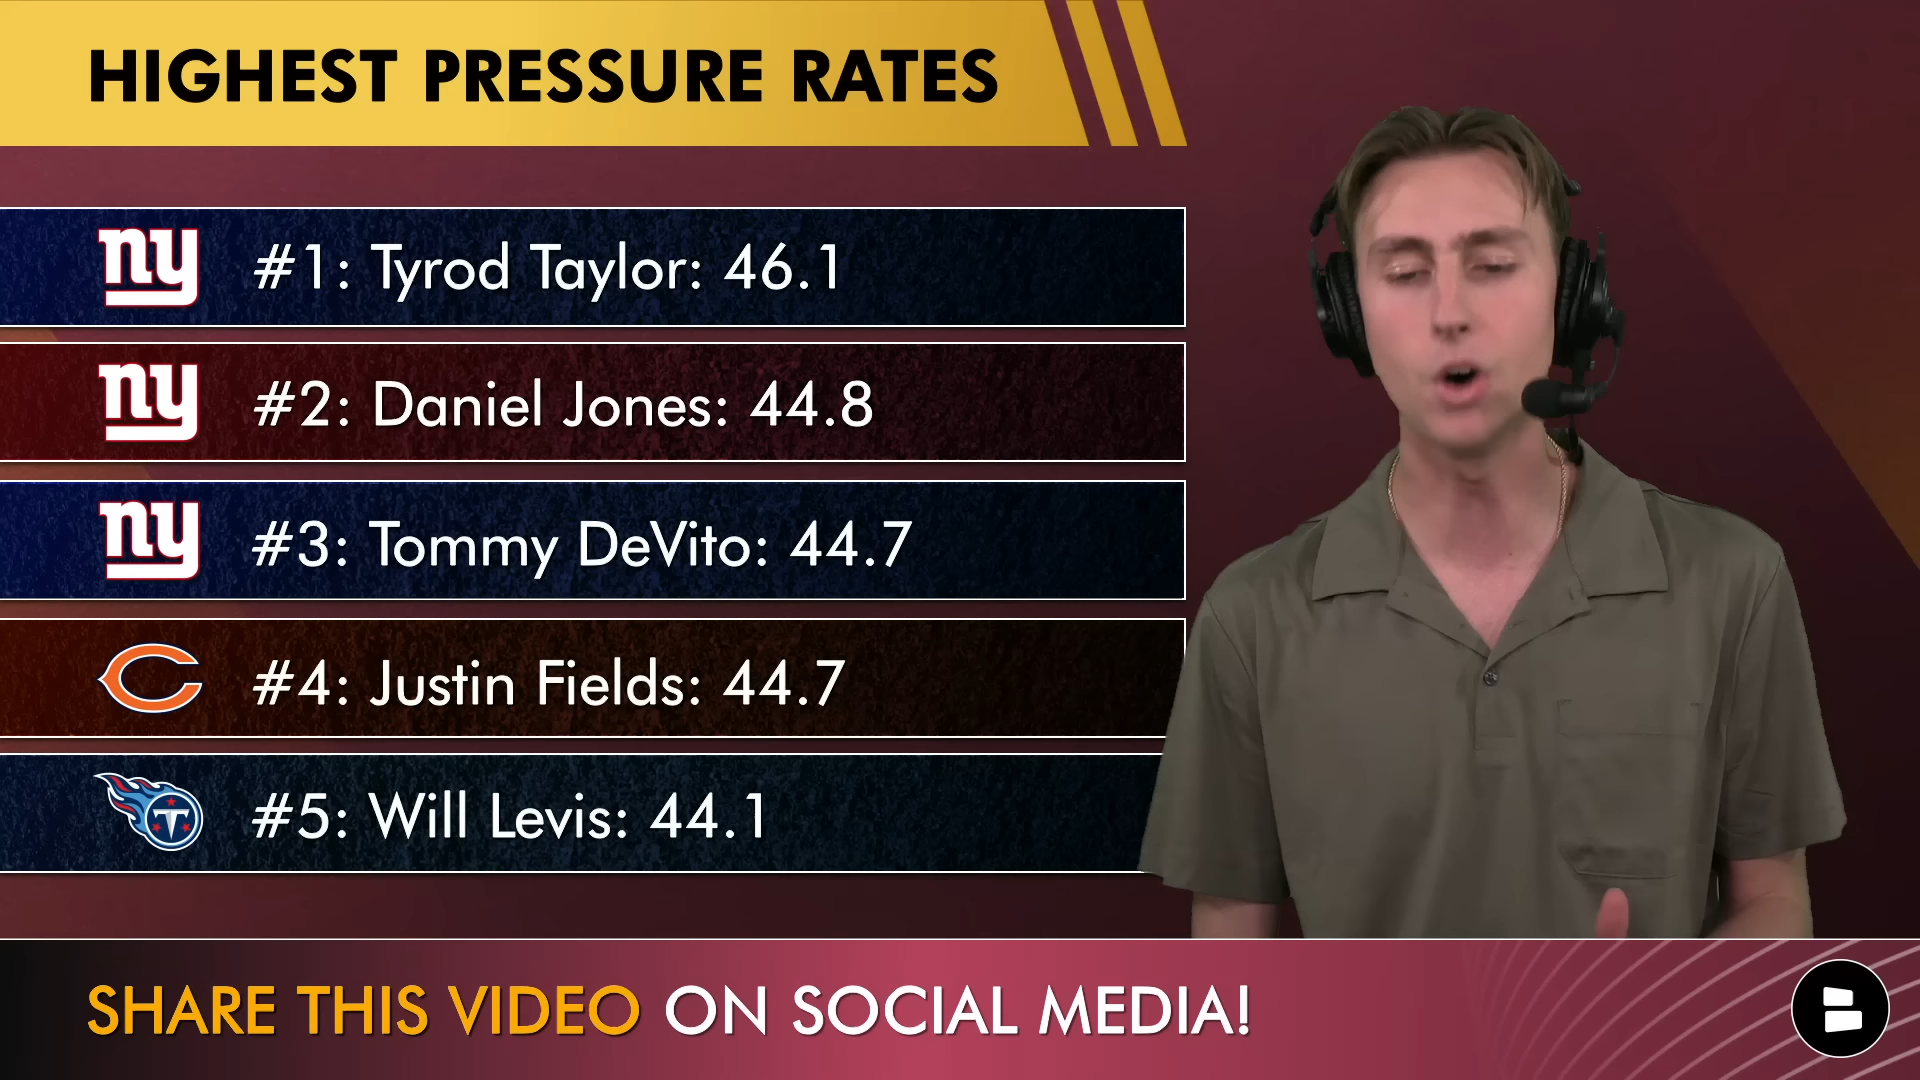 HIGHEST PRESSURE RATES
ny #1: Tyrod Taylor: 46.1
ny #2: Daniel Jones: 44.8
ny #3: Tommy DeVito: 44.7
C #4: Justin Fields: 44.7
T #5: Will Levis: 44.1
SHARE THIS VIDEO ON SOCIAL MEDIA!